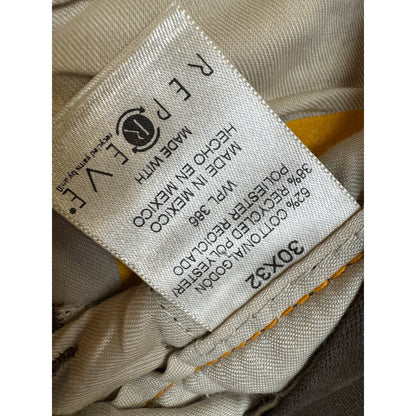 30X32
62% COTTON/ALGODON
38% RECYCLED POLYESTER/
POLIESTER RECICLADO
WPL 386
MADE IN MEXICO
HECHO EN MEXICO
MADE WITH
REPREVE®